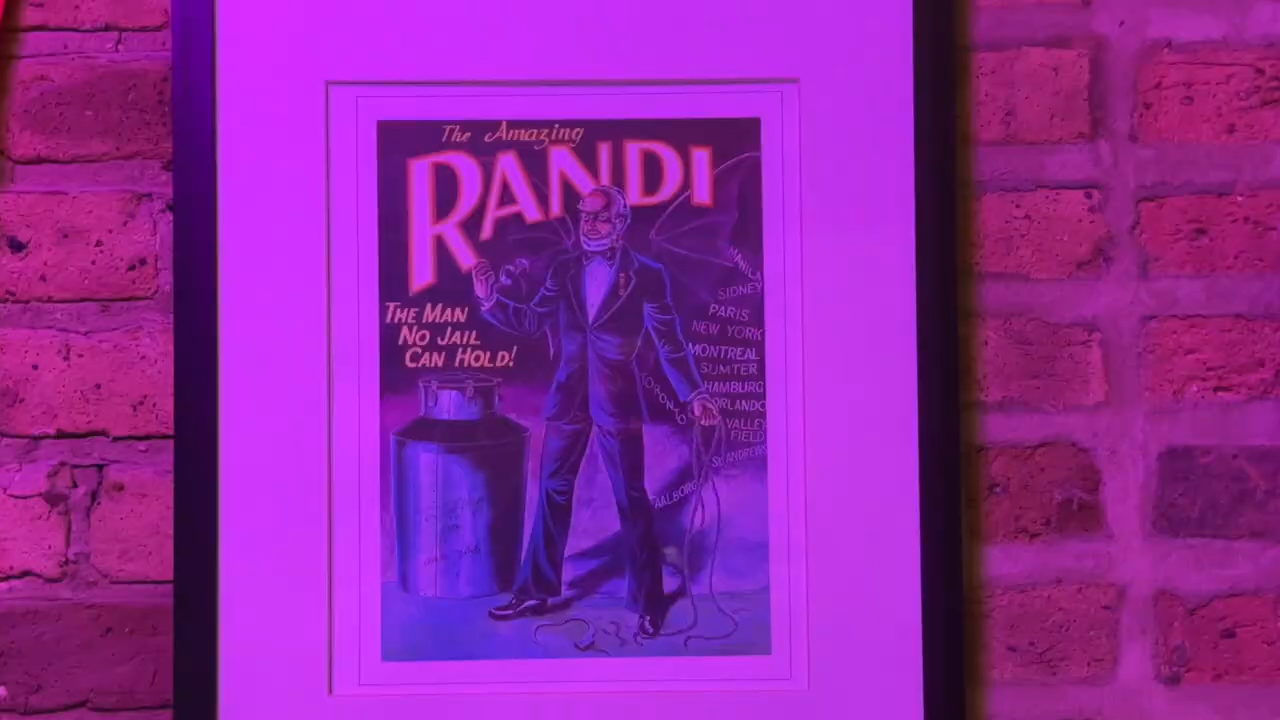 The Amazing
RANDI
THE MAN
NO JAIL
CAN HOLD!
MANILA
SIDNEY
PARIS
NEW YORK
MONTREAL
SUMTER
HAMBURG
TORONTO
ORLANDO
VALLEY
FIELD
ST. ANDREWS
AALBORG